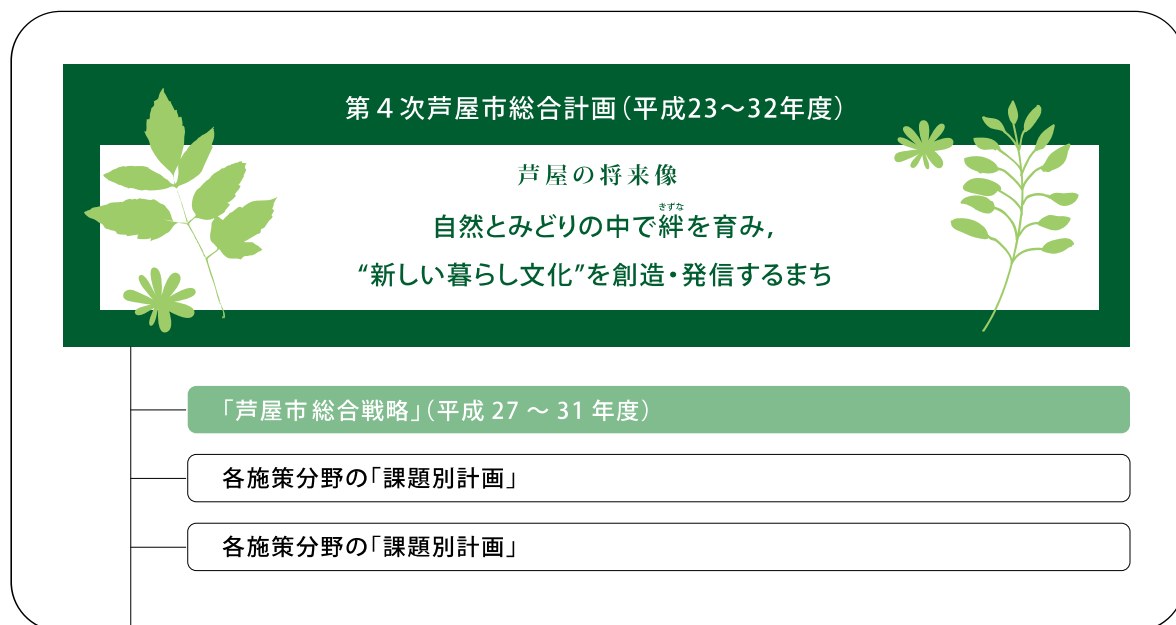 第4次芦屋市総合計画（平成23～32年度）
芦屋の将来像
きずな
自然とみどりの中で絆を育み,
“新しい暮らし文化”を創造・発信するまち
「芦屋市総合戦略」（平成 27 ～ 31 年度）
各施策分野の「課題別計画」
各施策分野の「課題別計画」